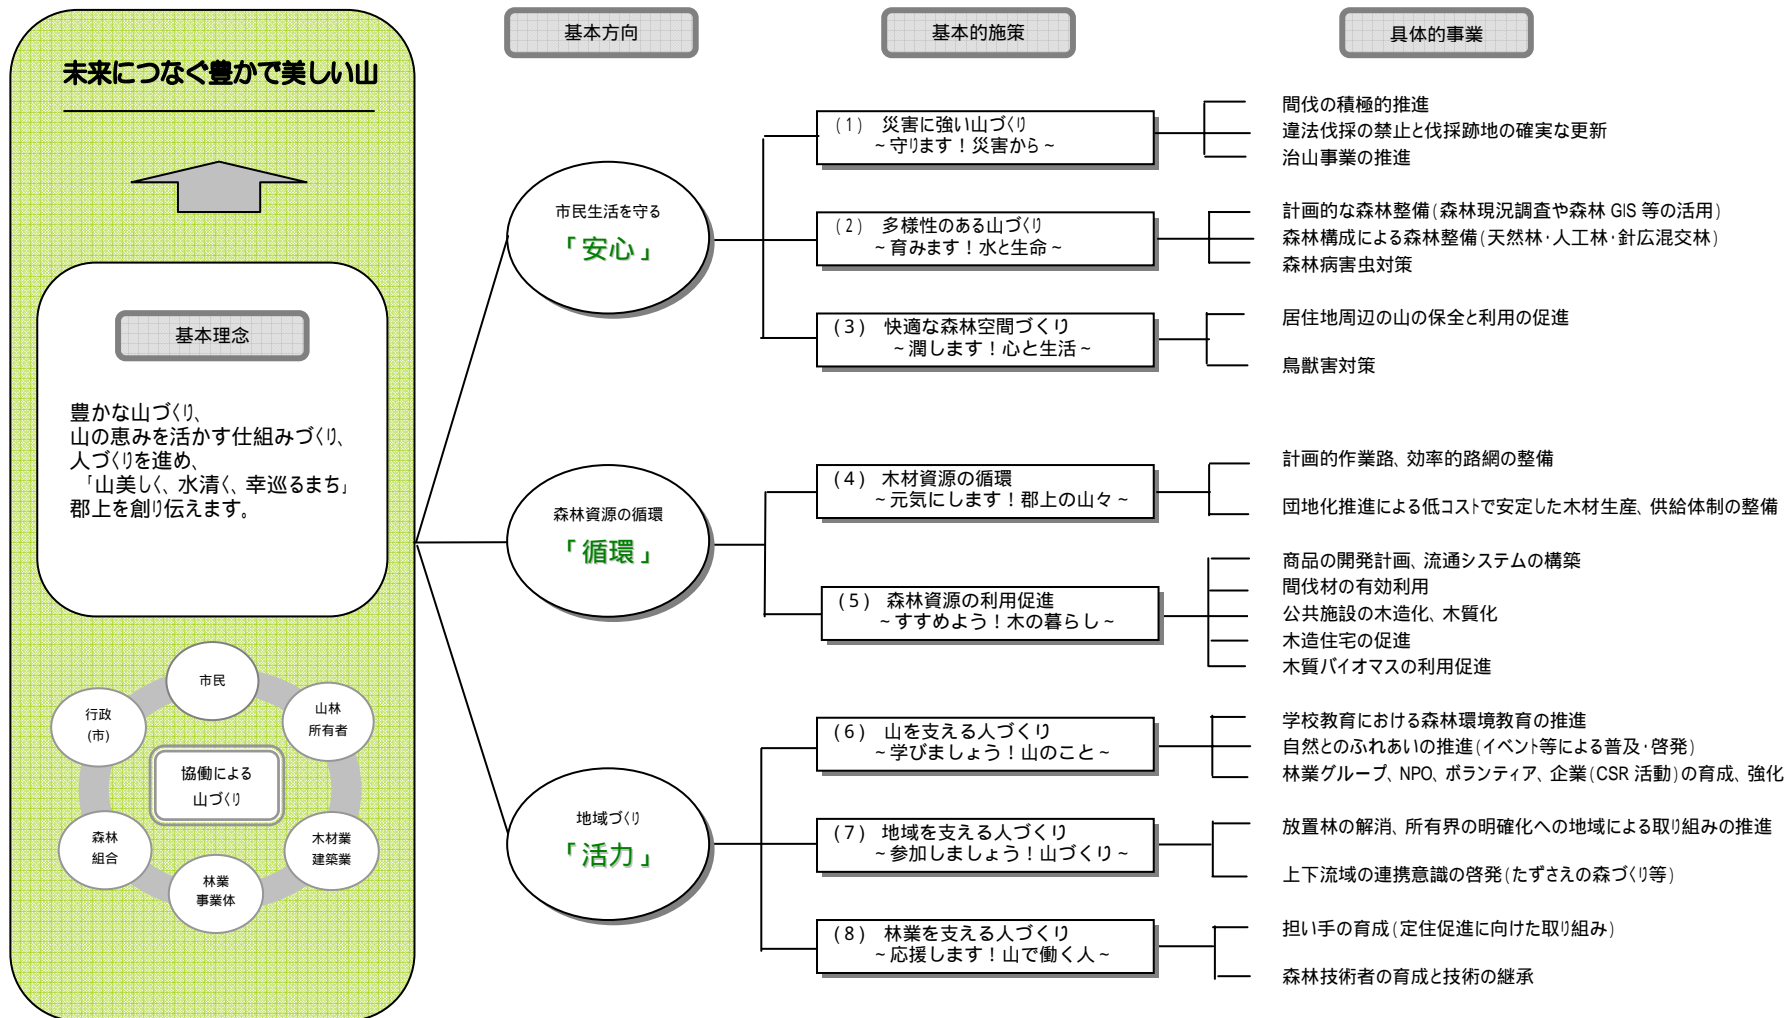 未来につなぐ豊かで美しい山
基本理念
豊かな山づくり、
山の恵みを活かす仕組みづくり、
人づくりを進め、
「山美しく、水清く、幸巡るまち」
郡上を創り伝えます。
市民
行政
(市)
山林
所有者
協働による
山づくり
森林
組合
木材業
建築業
林業
事業体
基本方向
市民生活を守る
「安心」
森林資源の循環
「循環」
地域づくり
「活力」
基本的施策
(1) 災害に強い山づくり
~守ります!災害から~
(2) 多様性のある山づくり
~育みます!水と生命~
(3) 快適な森林空間づくり
~潤します!心と生活~
(4) 木材資源の循環
~元気にします!郡上の山々~
(5) 森林資源の利用促進
~すすめよう!木の暮らし~
(6) 山を支える人づくり
~学びましょう!山のこと~
(7) 地域を支える人づくり
~参加しましょう!山づくり~
(8) 林業を支える人づくり
~応援します!山で働く人~
具体的事業
間伐の積極的推進
違法伐採の禁止と伐採跡地の確実な更新
治山事業の推進
計画的な森林整備(森林現況調査や森林 GIS 等の活用)
森林構成による森林整備(天然林・人工林・針広混交林)
森林病害虫対策
居住地周辺の山の保全と利用の促進
鳥獣害対策
計画的作業路、効率的路網の整備
団地化推進による低コストで安定した木材生産、供給体制の整備
商品の開発計画、流通システムの構築
間伐材の有効利用
公共施設の木造化、木質化
木造住宅の促進
木質バイオマスの利用促進
学校教育における森林環境教育の推進
自然とのふれあいの推進(イベント等による普及・啓発)
林業グループ、NPO、ボランティア、企業(CSR 活動)の育成、強化
放置林の解消、所有界の明確化への地域による取り組みの推進
上下流域の連携意識の啓発(たずさえの森づくり等)
担い手の育成(定住促進に向けた取り組み)
森林技術者の育成と技術の継承